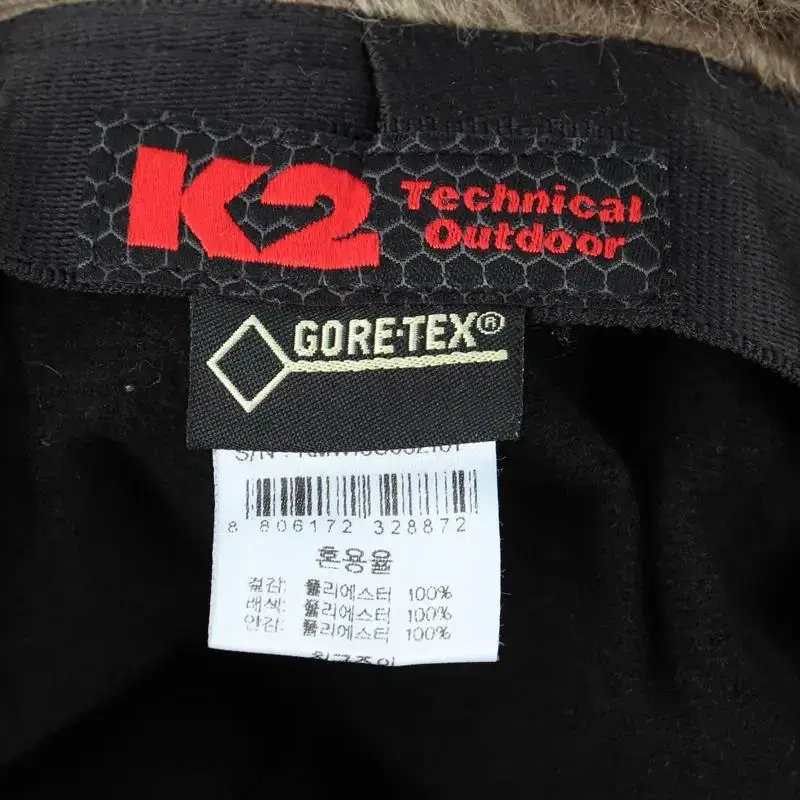 K2 Technical
Outdoor
GORE-TEX®
S/N :
8 806172 328872
혼용율
겉감: 폴리에스터 100%
배색: 폴리에스터 100%
안감: 폴리에스터 100%